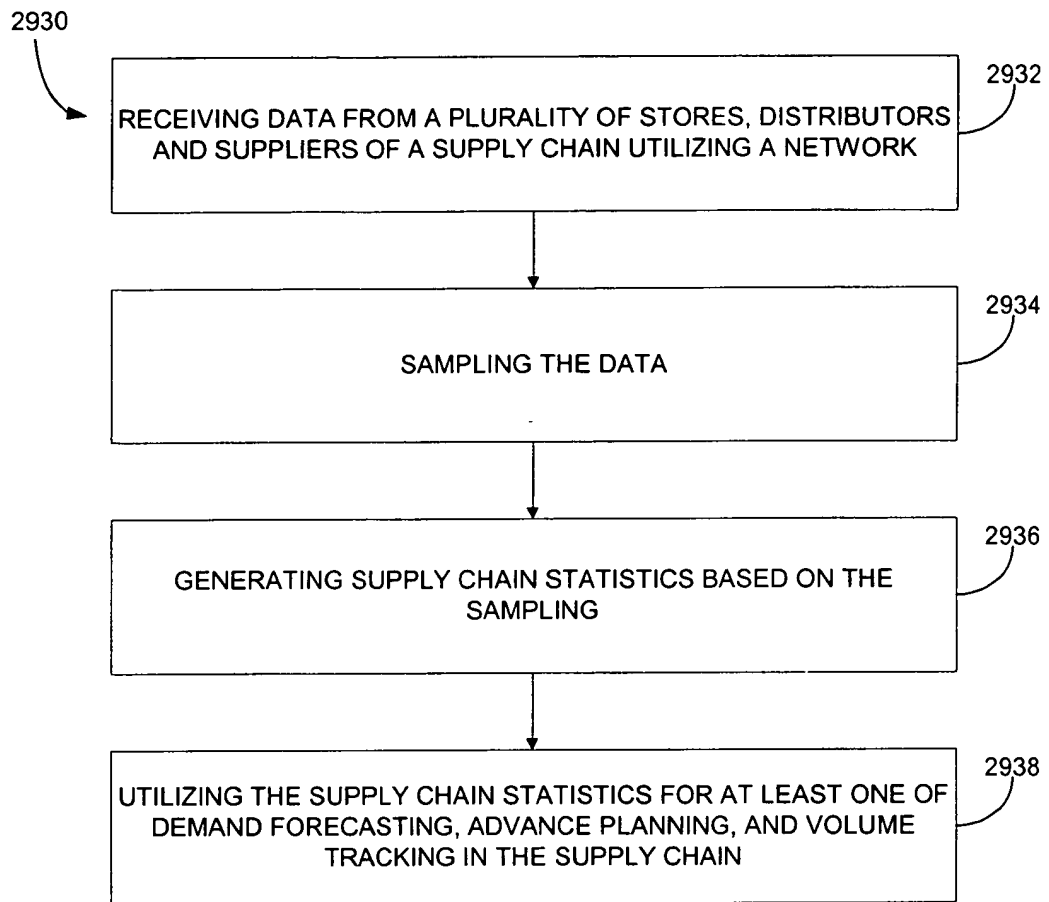 2930
2932
RECEIVING DATA FROM A PLURALITY OF STORES, DISTRIBUTORS
AND SUPPLIERS OF A SUPPLY CHAIN UTILIZING A NETWORK
2934
SAMPLING THE DATA
2936
GENERATING SUPPLY CHAIN STATISTICS BASED ON THE
SAMPLING
2938
UTILIZING THE SUPPLY CHAIN STATISTICS FOR AT LEAST ONE OF
DEMAND FORECASTING, ADVANCE PLANNING, AND VOLUME
TRACKING IN THE SUPPLY CHAIN